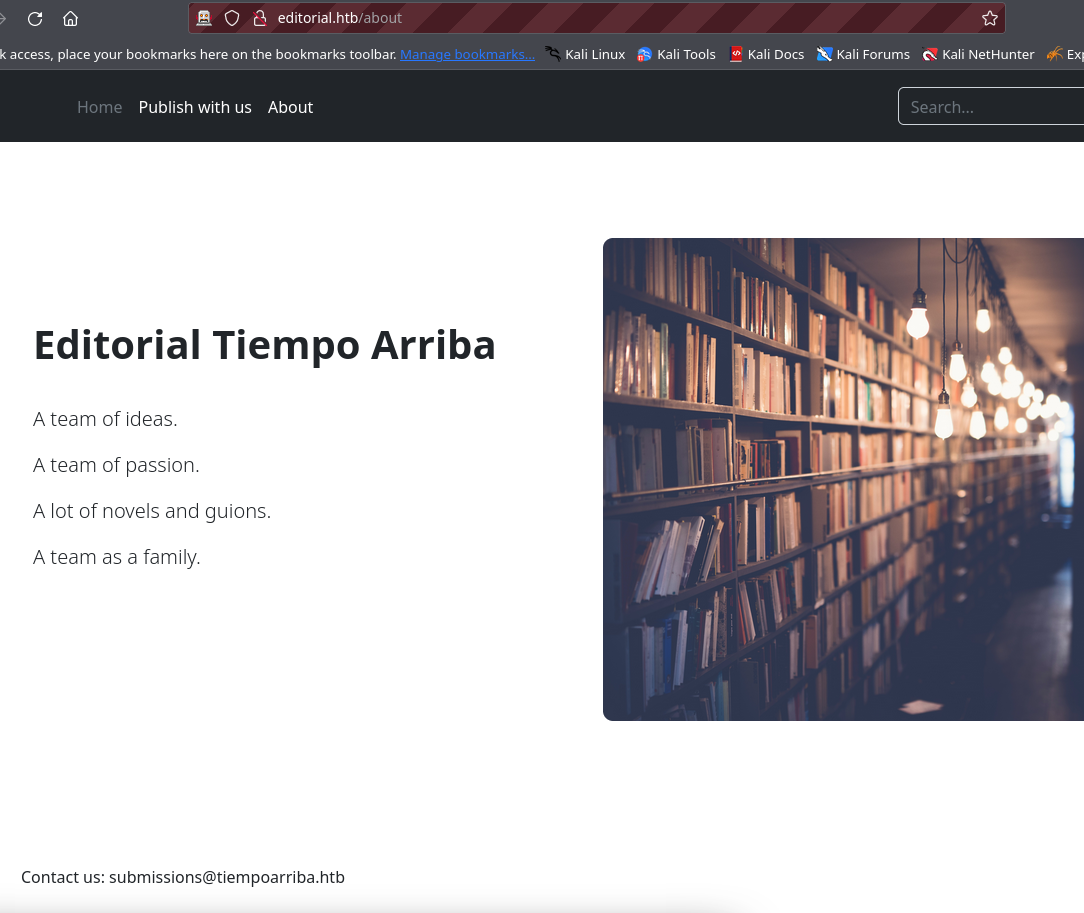 editorial.htb/about
k access, place your bookmarks here on the bookmarks toolbar. Manage bookmarks... Kali Linux Kali Tools Kali Docs Kali Forums Kali NetHunter Exp
Home Publish with us About Search...
Editorial Tiempo Arriba
A team of ideas.
A team of passion.
A lot of novels and guions.
A team as a family.
Contact us: submissions@tiempoarriba.htb